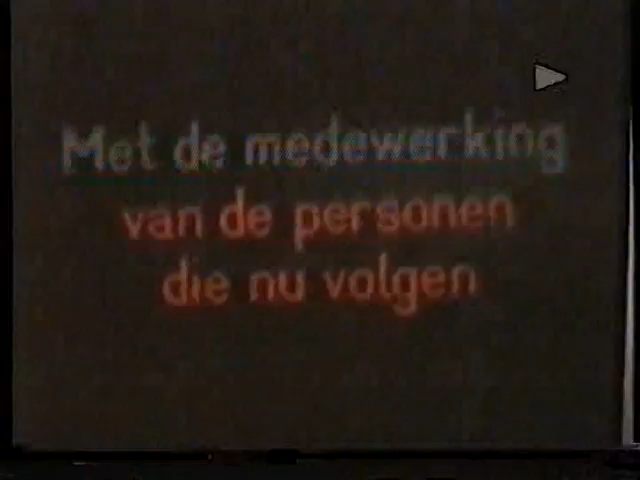 Met de medewerking
van de personen
die nu volgen